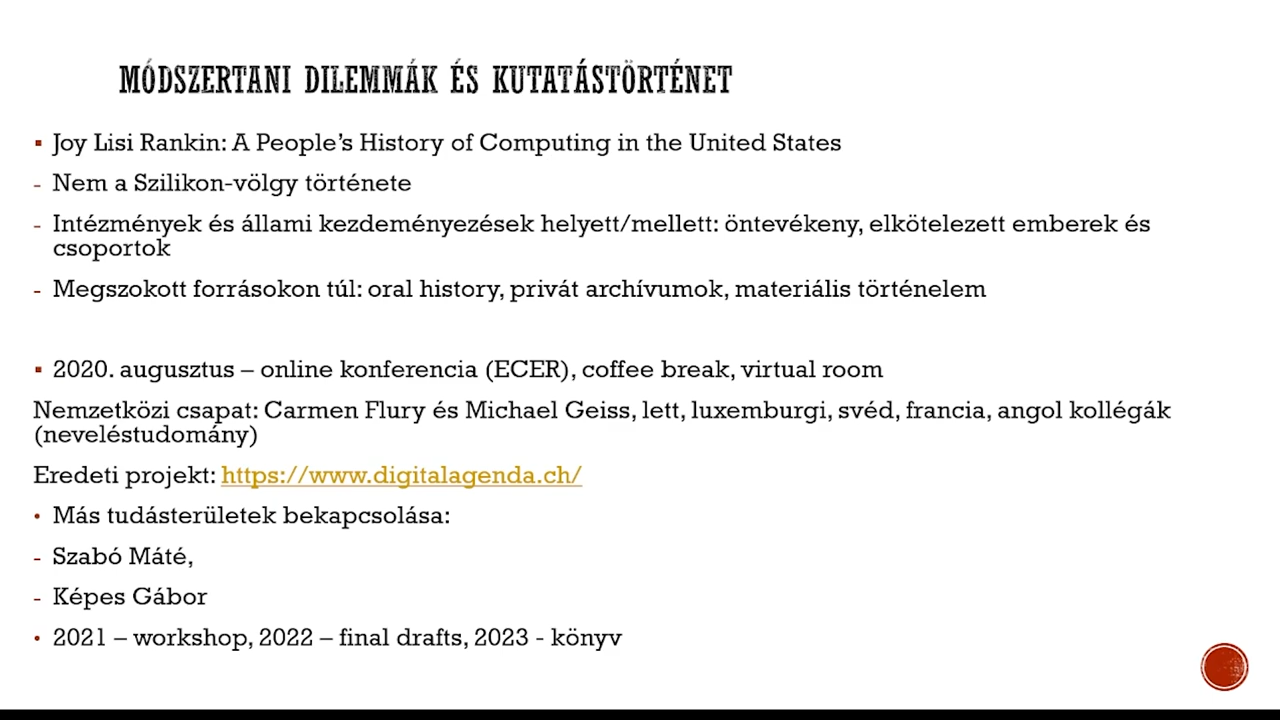 MÓDSZERTANI DILEMMÁK ÉS KUTATÁSTÖRTÉNET
▪ Joy Lisi Rankin: A People’s History of Computing in the United States
- Nem a Szilikon-völgy története
- Intézmények és állami kezdeményezések helyett/mellett: öntevékeny, elkötelezett emberek és
csoportok
- Megszokott forrásokon túl: oral history, privát archívumok, materiális történelem
▪ 2020. augusztus – online konferencia (ECER), coffee break, virtual room
Nemzetközi csapat: Carmen Flury és Michael Geiss, lett, luxemburgi, svéd, francia, angol kollégák
(neveléstudomány)
Eredeti projekt: https://www.digitalagenda.ch/
• Más tudásterületek bekapcsolása:
- Szabó Máté,
- Képes Gábor
• 2021 – workshop, 2022 – final drafts, 2023 - könyv